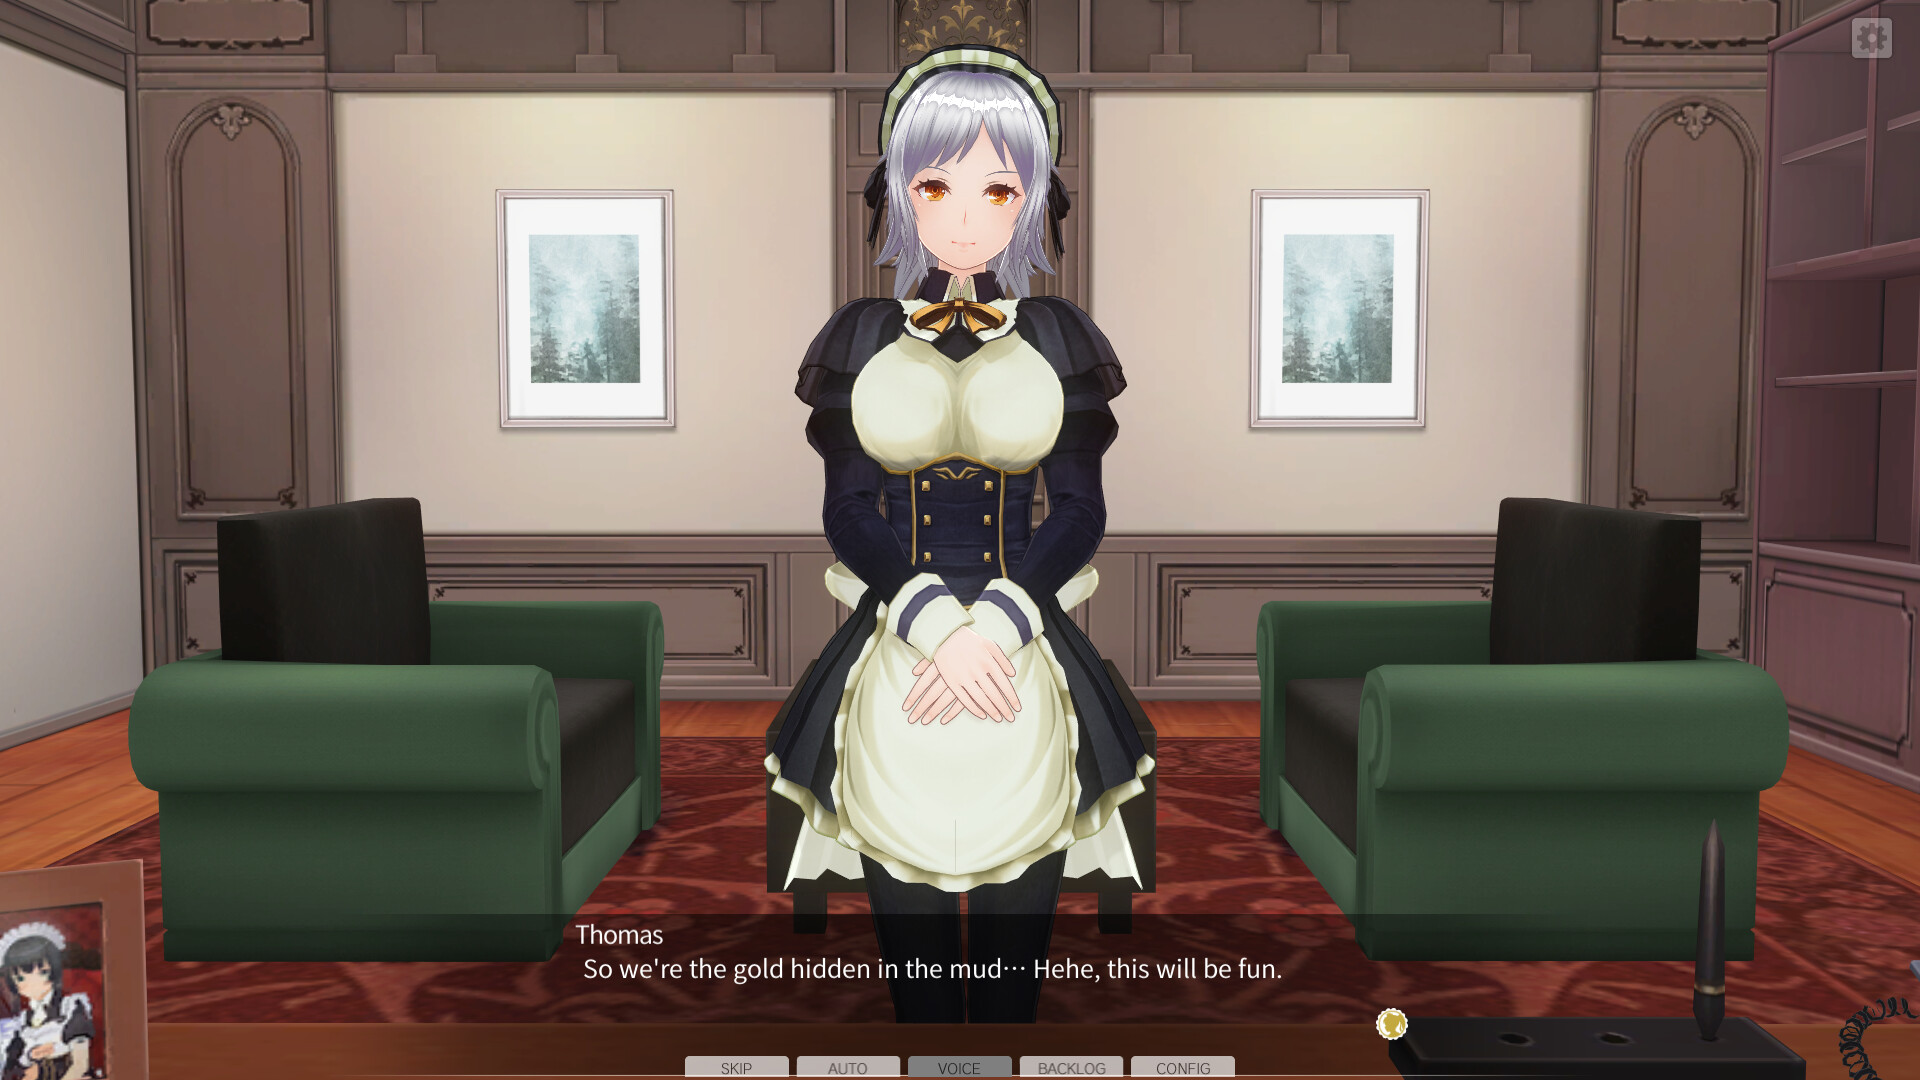 Thomas
So we're the gold hidden in the mud… Hehe, this will be fun.
SKIP
AUTO
VOICE
BACKLOG
CONFIG